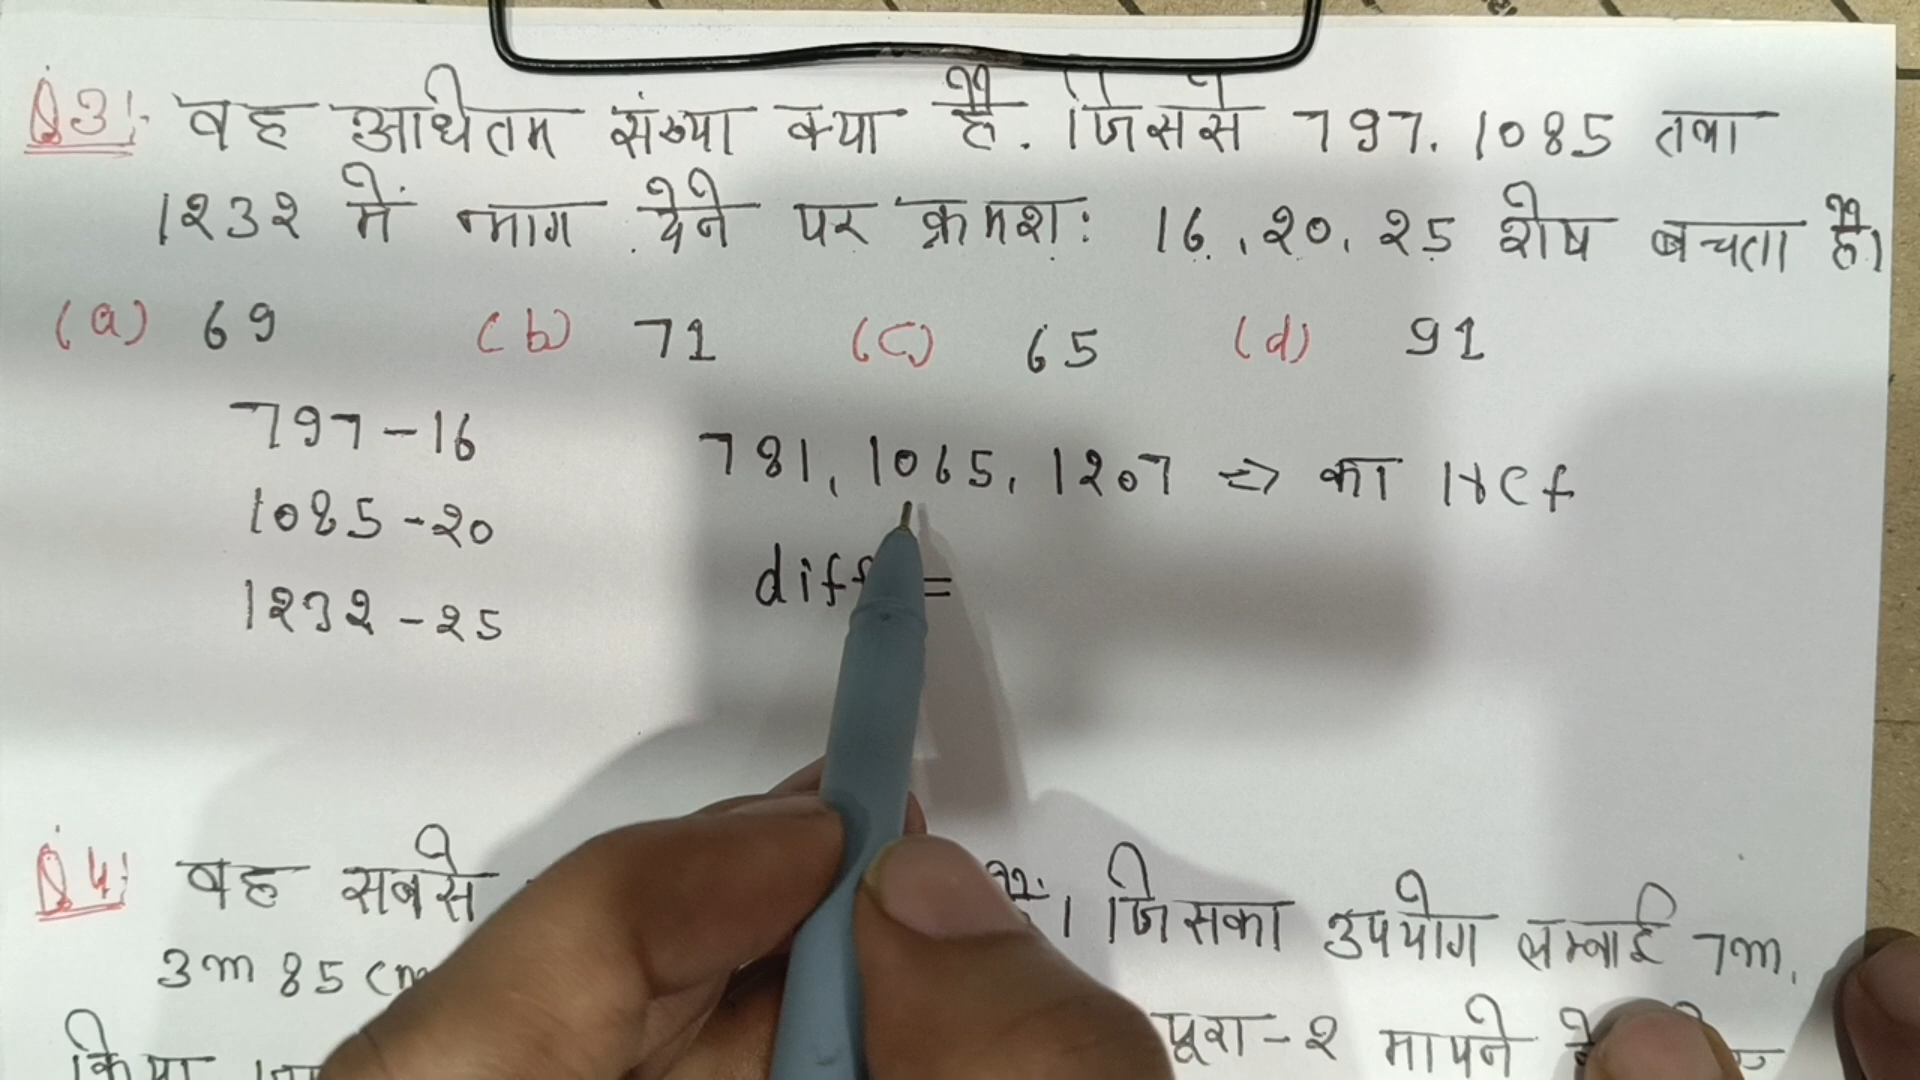 Q3:- वह अधितम संख्या क्या है. जिससे 797. 1085 तथा
1232 में भाग देने पर क्रमशः 16, 20, 25 शेष बचता है।
(a) 69 (b) 71 (c) 65 (d) 91
797-16
781, 1065, 1207 => का HCf
1085-20
diff =
1232-25
Q4: वह सबसे । जिसका उपयोग लम्बाई 7m,
3m 85 cm
किया पूरा-2 मापने